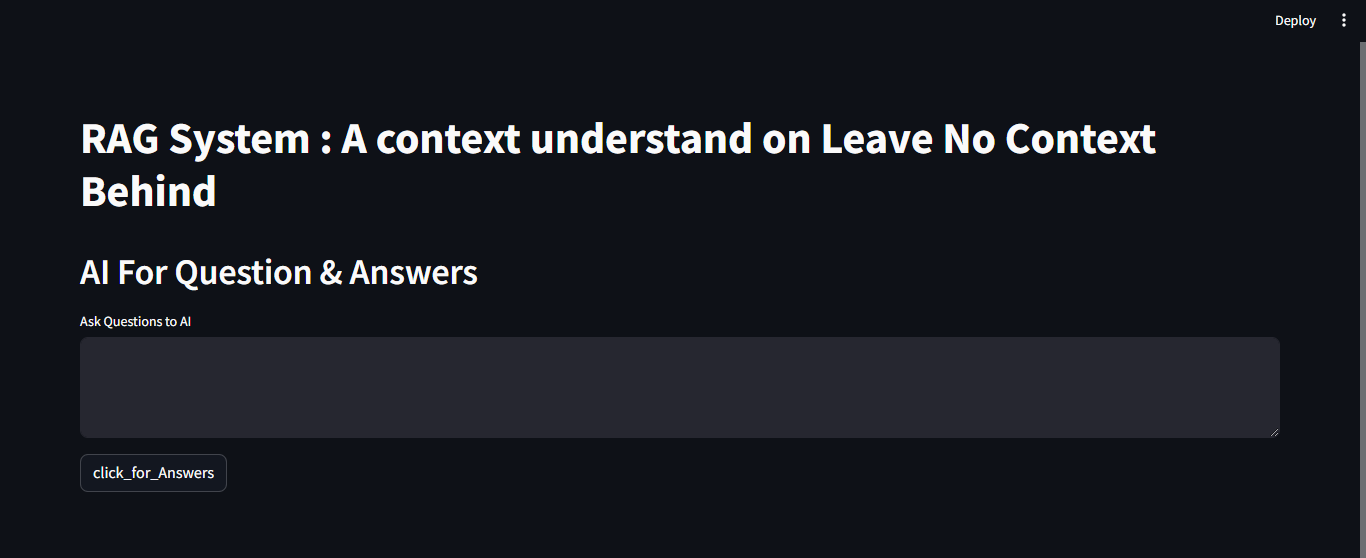 Deploy
RAG System : A context understand on Leave No Context
Behind
AI For Question & Answers
Ask Questions to AI
click_for_Answers